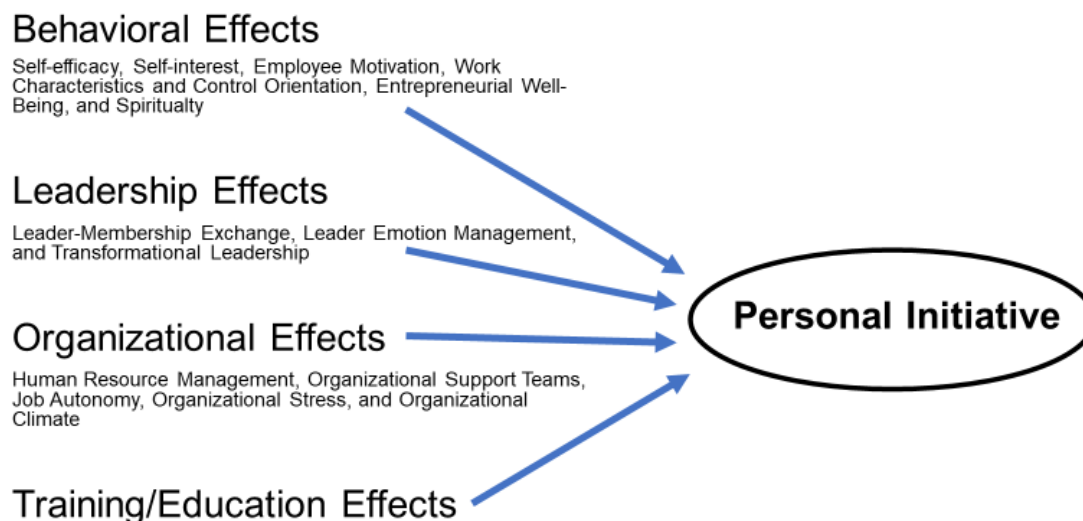 Behavioral Effects
Self-efficacy, Self-interest, Employee Motivation, Work
Characteristics and Control Orientation, Entrepreneurial Well-
Being, and Spiritualty
Leadership Effects
Leader-Membership Exchange, Leader Emotion Management,
and Transformational Leadership
Personal Initiative
Organizational Effects
Human Resource Management, Organizational Support Teams,
Job Autonomy, Organizational Stress, and Organizational
Climate
Training/Education Effects